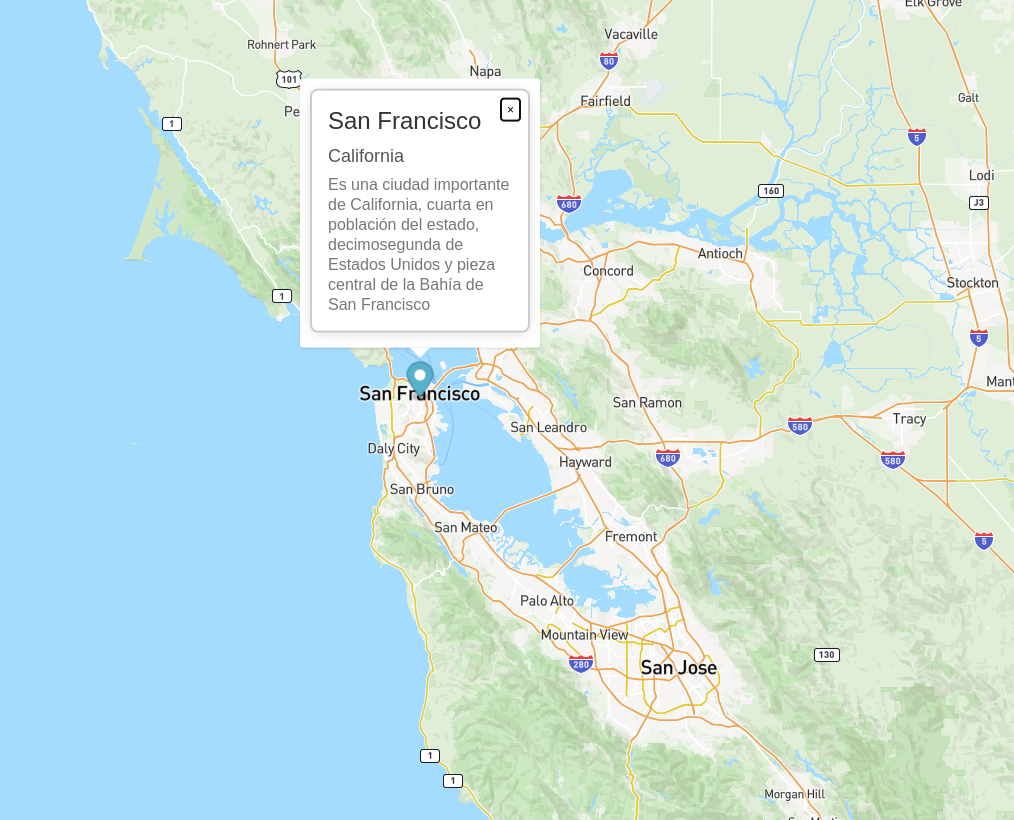 Elk Grove
Vacaville
Rohnert Park
80
Napa
101
Fairfield
Galt
Pe
×
San Francisco
1
5
California
Lodi
Es una ciudad importante
de California, cuarta en
población del estado,
decimosegunda de
Estados Unidos y pieza
central de la Bahía de
San Francisco
160
680
J3
Antioch
Concord
Stockton
1
5
Mant
San Francisco
San Ramon
Tracy
San Leandro
580
Daly City
Hayward
680
580
San Bruno
San Mateo
Fremont
5
Palo Alto
Mountain View
130
280
San Jose
1
1
Morgan Hill